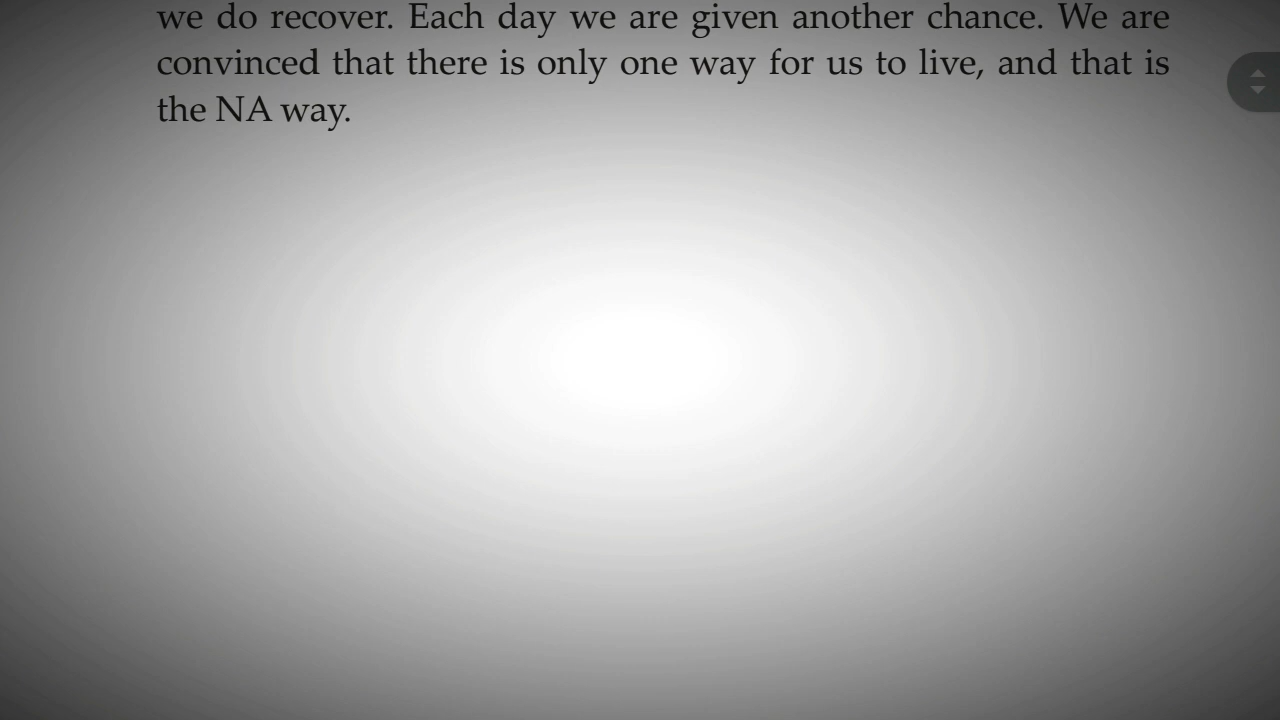 we do recover. Each day we are given another chance. We are
convinced that there is only one way for us to live, and that is
the NA way.